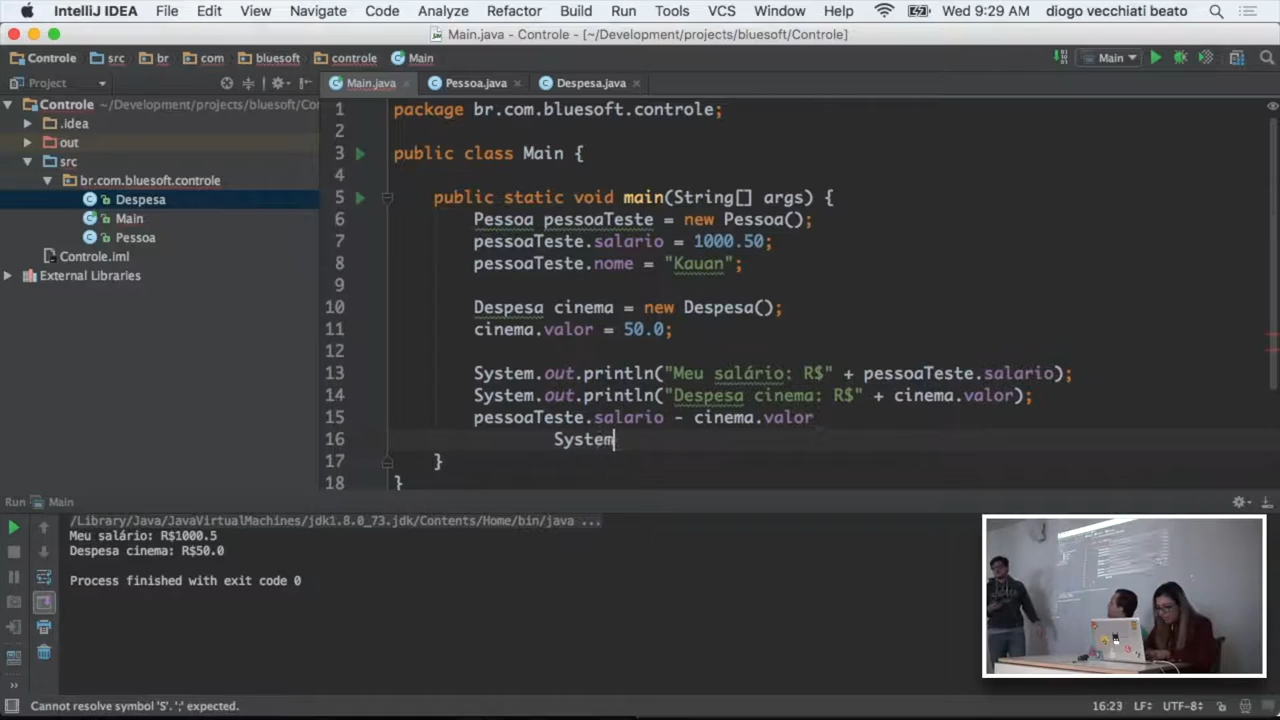 IntelliJ IDEA File Edit View Navigate Code Analyze Refactor Build Run Tools VCS Window Help Wed 9:29 AM diogo vecchiati beato
Main.java - Controle - [~/Development/projects/bluesoft/Controle]
Controle src br com bluesoft controle Main Main
Project Main.java Pessoa.java Despesa.java
Controle ~/Development/projects/bluesoft/Co
.idea
out
src
br.com.bluesoft.controle
Despesa
Main
Pessoa
Controle.iml
External Libraries
1 package br.com.bluesoft.controle;
2
3 public class Main {
4
5 public static void main(String[] args) {
6 Pessoa pessoaTeste = new Pessoa();
7 pessoaTeste.salario = 1000.50;
8 pessoaTeste.nome = "Kauan";
9
10 Despesa cinema = new Despesa();
11 cinema.valor = 50.0;
12
13 System.out.println("Meu salário: R$" + pessoaTeste.salario);
14 System.out.println("Despesa cinema: R$" + cinema.valor);
15 pessoaTeste.salario - cinema.valor
16 System
17 }
18 }
Run Main
/Library/Java/JavaVirtualMachines/jdk1.8.0_73.jdk/Contents/Home/bin/java ...
Meu salário: R$1000.5
Despesa cinema: R$50.0
Process finished with exit code 0
Cannot resolve symbol 'S'. ';' expected. 16:23 LF÷ UTF-8÷